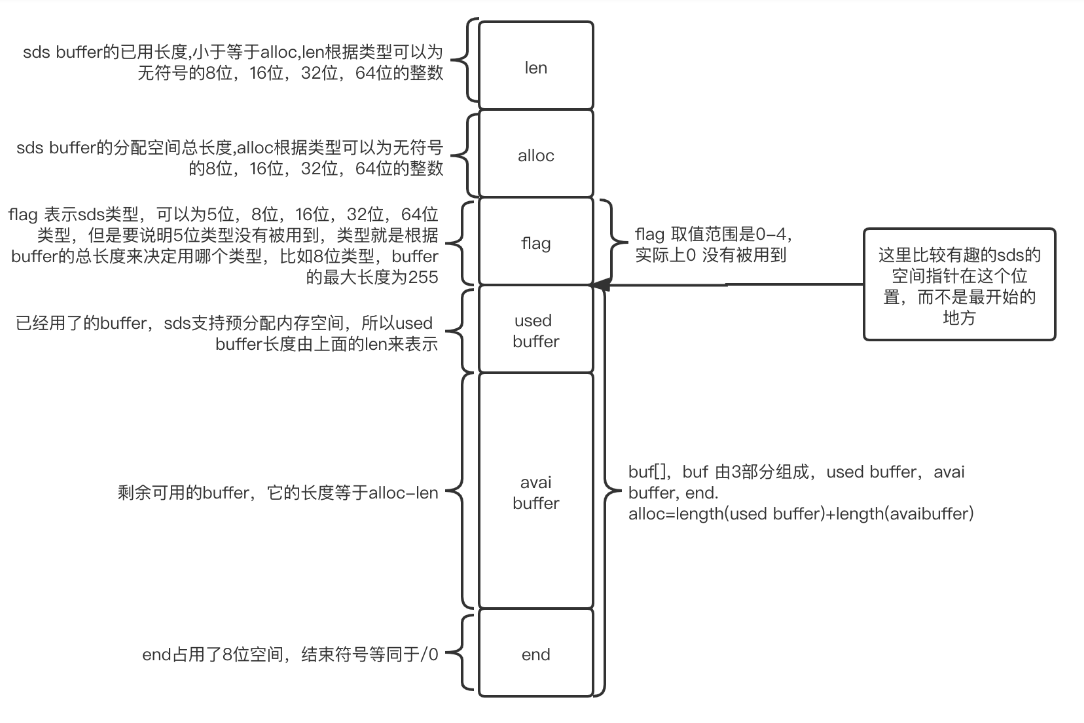 sds buffer的已用长度,小于等于alloc,len根据类型可以为
无符号的8位，16位，32位，64位的整数
len
sds buffer的分配空间总长度,alloc根据类型可以为无符号
的8位，16位，32位，64位的整数
alloc
flag 表示sds类型，可以为5位，8位，16位，32位，64位
类型，但是要说明5位类型没有被用到，类型就是根据
buffer的总长度来决定用哪个类型，比如8位类型，buffer
的最大长度为255
flag
flag 取值范围是0-4,
实际上0 没有被用到
这里比较有趣的sds的
空间指针在这个位
置，而不是最开始的
地方
已经用了的buffer，sds支持预分配内存空间，所以used
buffer长度由上面的len来表示
used
buffer
剩余可用的buffer，它的长度等于alloc-len
avai
buffer
buf[]，buf 由3部分组成，used buffer，avai
buffer, end.
alloc=length(used buffer)+length(avaibuffer)
end占用了8位空间，结束符号等同于/0
end